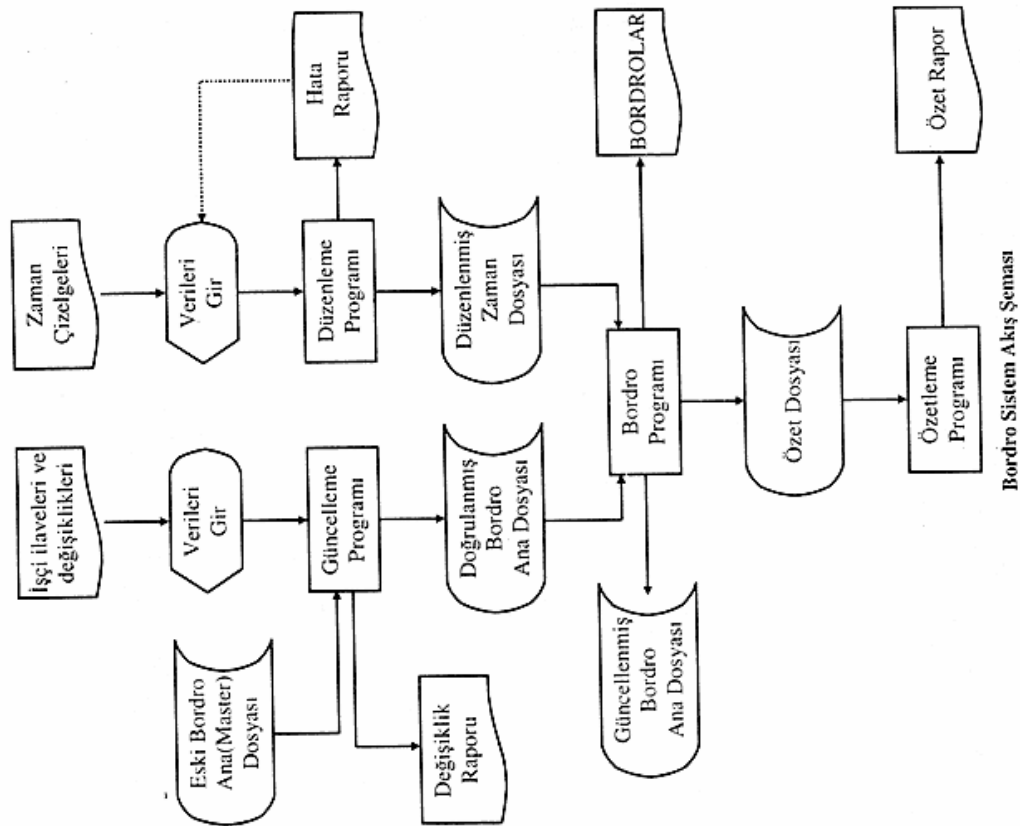 İşçi ilaveleri ve
değişiklikleri
Zaman
Çizelgeleri
Verileri
Gir
Verileri
Gir
Eski Bordro
Ana(Master)
Dosyası
Güncelleme
Programı
Düzenleme
Programı
Hata
Raporu
Değişiklik
Raporu
Doğrulanmış
Bordro
Ana Dosyası
Düzenlenmiş
Zaman
Dosyası
Güncellenmiş
Bordro
Ana Dosyası
Bordro
Programı
BORDROLAR
Özet Dosyası
Özetleme
Programı
Özet Rapor
Bordro Sistem Akış Şeması